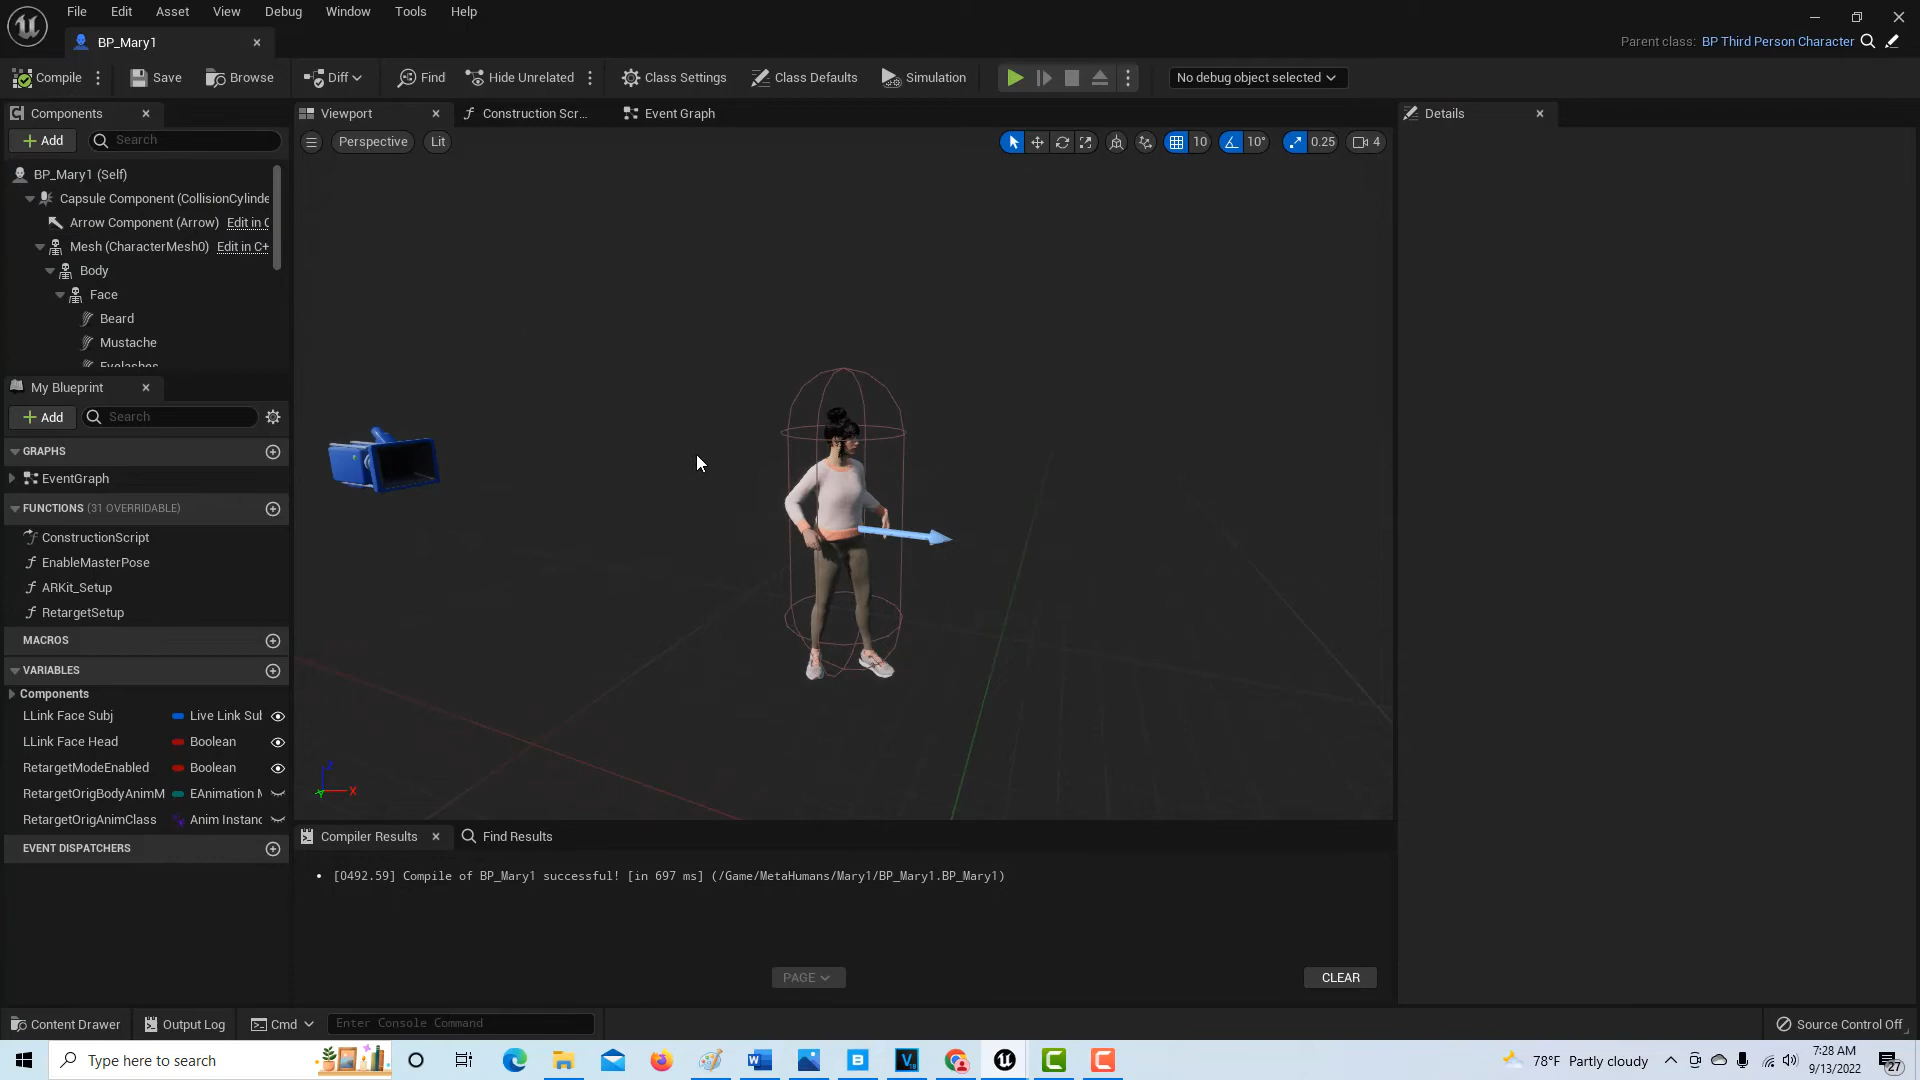 File Edit Asset View Debug Window Tools Help
BP_Mary1
Parent class: BP Third Person Character
Compile Save Browse Diff Find Hide Unrelated Class Settings Class Defaults Simulation No debug object selected
Components
Viewport Construction Scr... Event Graph
Details
Add Search
Perspective Lit 10 10° 0.25 4
BP_Mary1 (Self)
Capsule Component (CollisionCylinde
Arrow Component (Arrow) Edit in C
Mesh (CharacterMesh0) Edit in C+
Body
Face
Beard
Mustache
Eyelashes
My Blueprint
Add Search
GRAPHS
EventGraph
FUNCTIONS (31 OVERRIDABLE)
ConstructionScript
EnableMasterPose
ARKit_Setup
RetargetSetup
MACROS
VARIABLES
Components
LLink Face Subj Live Link Sub
LLink Face Head Boolean
RetargetModeEnabled Boolean
RetargetOrigBodyAnimM EAnimation M
RetargetOrigAnimClass Anim Instanc
EVENT DISPATCHERS
Z
X
Y
Compiler Results Find Results
• [0492.59] Compile of BP_Mary1 successful! [in 697 ms] (/Game/MetaHumans/Mary1/BP_Mary1.BP_Mary1)
PAGE CLEAR
Content Drawer Output Log Cmd Enter Console Command Source Control Off
Type here to search
78°F Partly cloudy
7:28 AM
9/13/2022
27